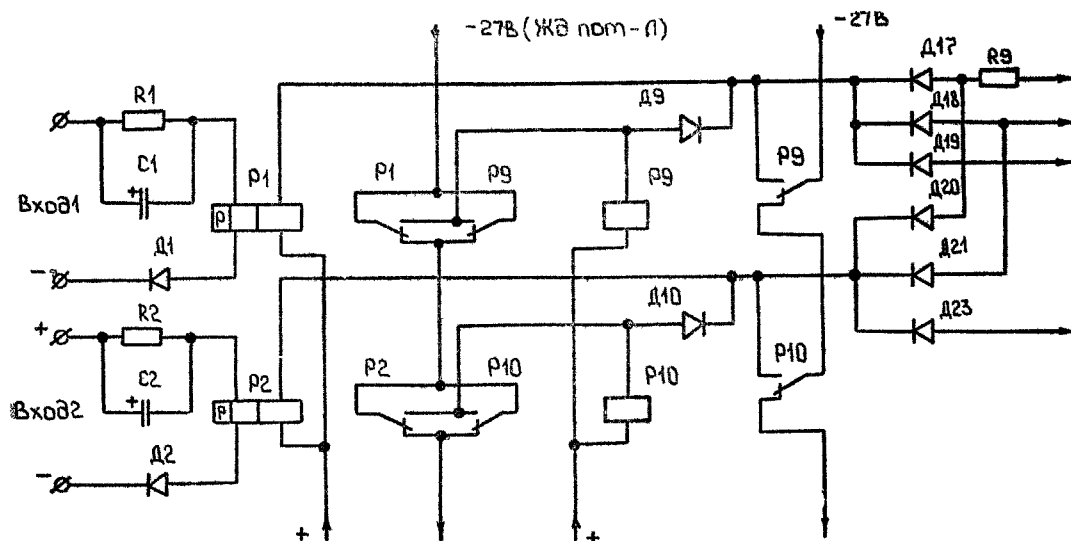 -27В (ЖД пот-Л)
-27В
Д17
R9
R1
Д9
Д18
C1
Д19
P1
P1
P9
P9
P9
+
Вход1
P
Д20
Д1
Д21
-
Д10
+
R2
Д23
P2
P10
P10
C2
P2
P10
+
Вход2
P
Д2
-
+
+